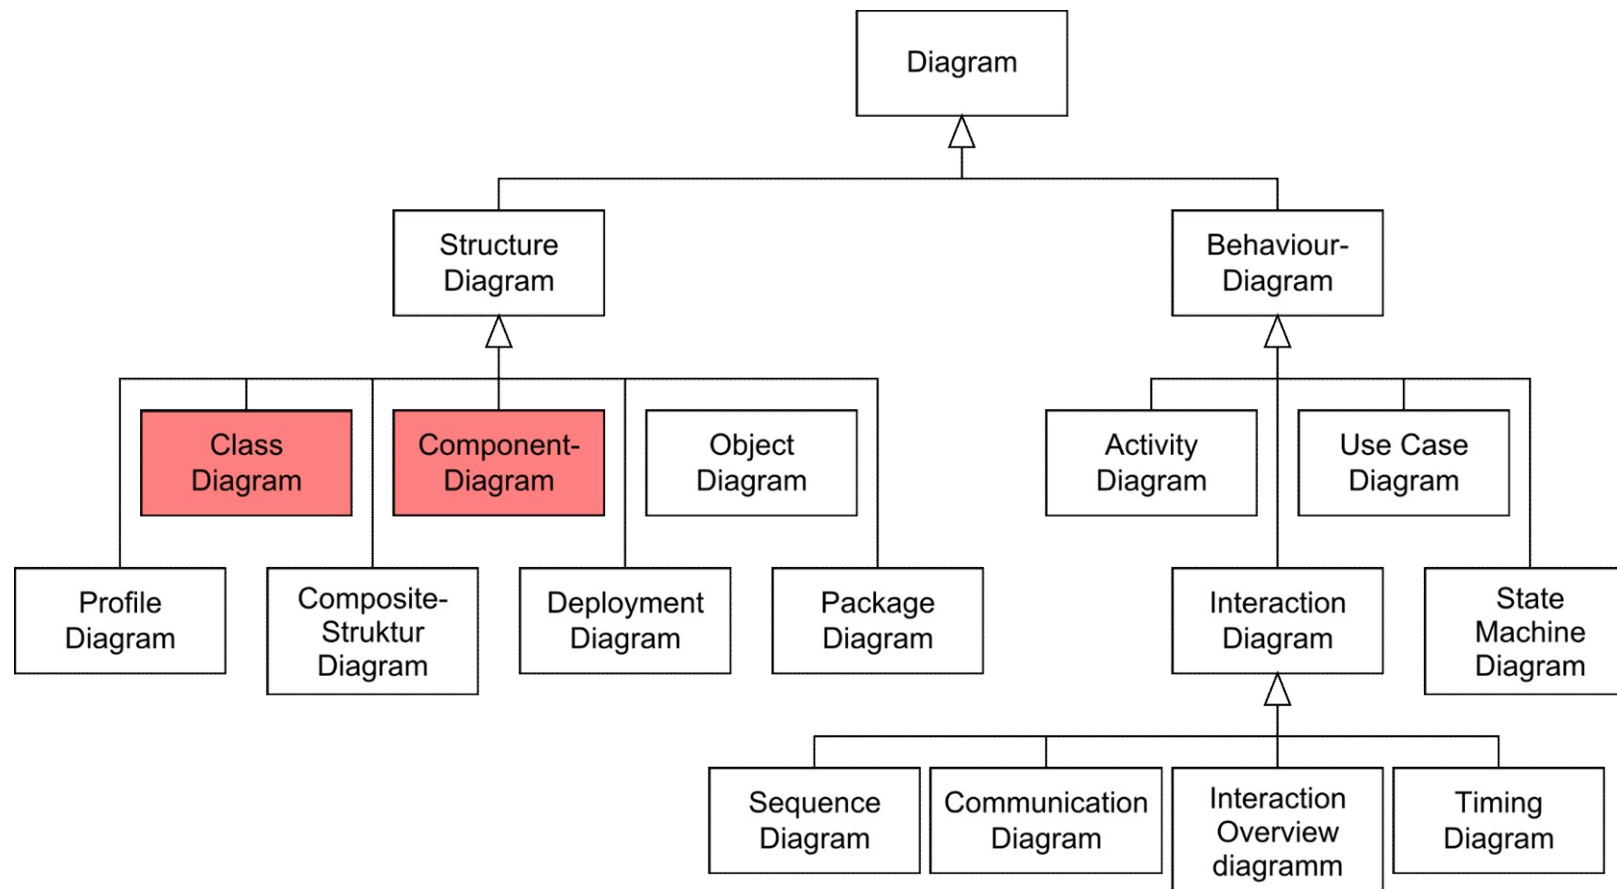 Diagram
Structure
Diagram
Behaviour-
Diagram
Class
Diagram
Component-
Diagram
Object
Diagram
Activity
Diagram
Use Case
Diagram
Profile
Diagram
Composite-
Struktur
Diagram
Deployment
Diagram
Package
Diagram
Interaction
Diagram
State
Machine
Diagram
Sequence
Diagram
Communication
Diagram
Interaction
Overview
diagramm
Timing
Diagram